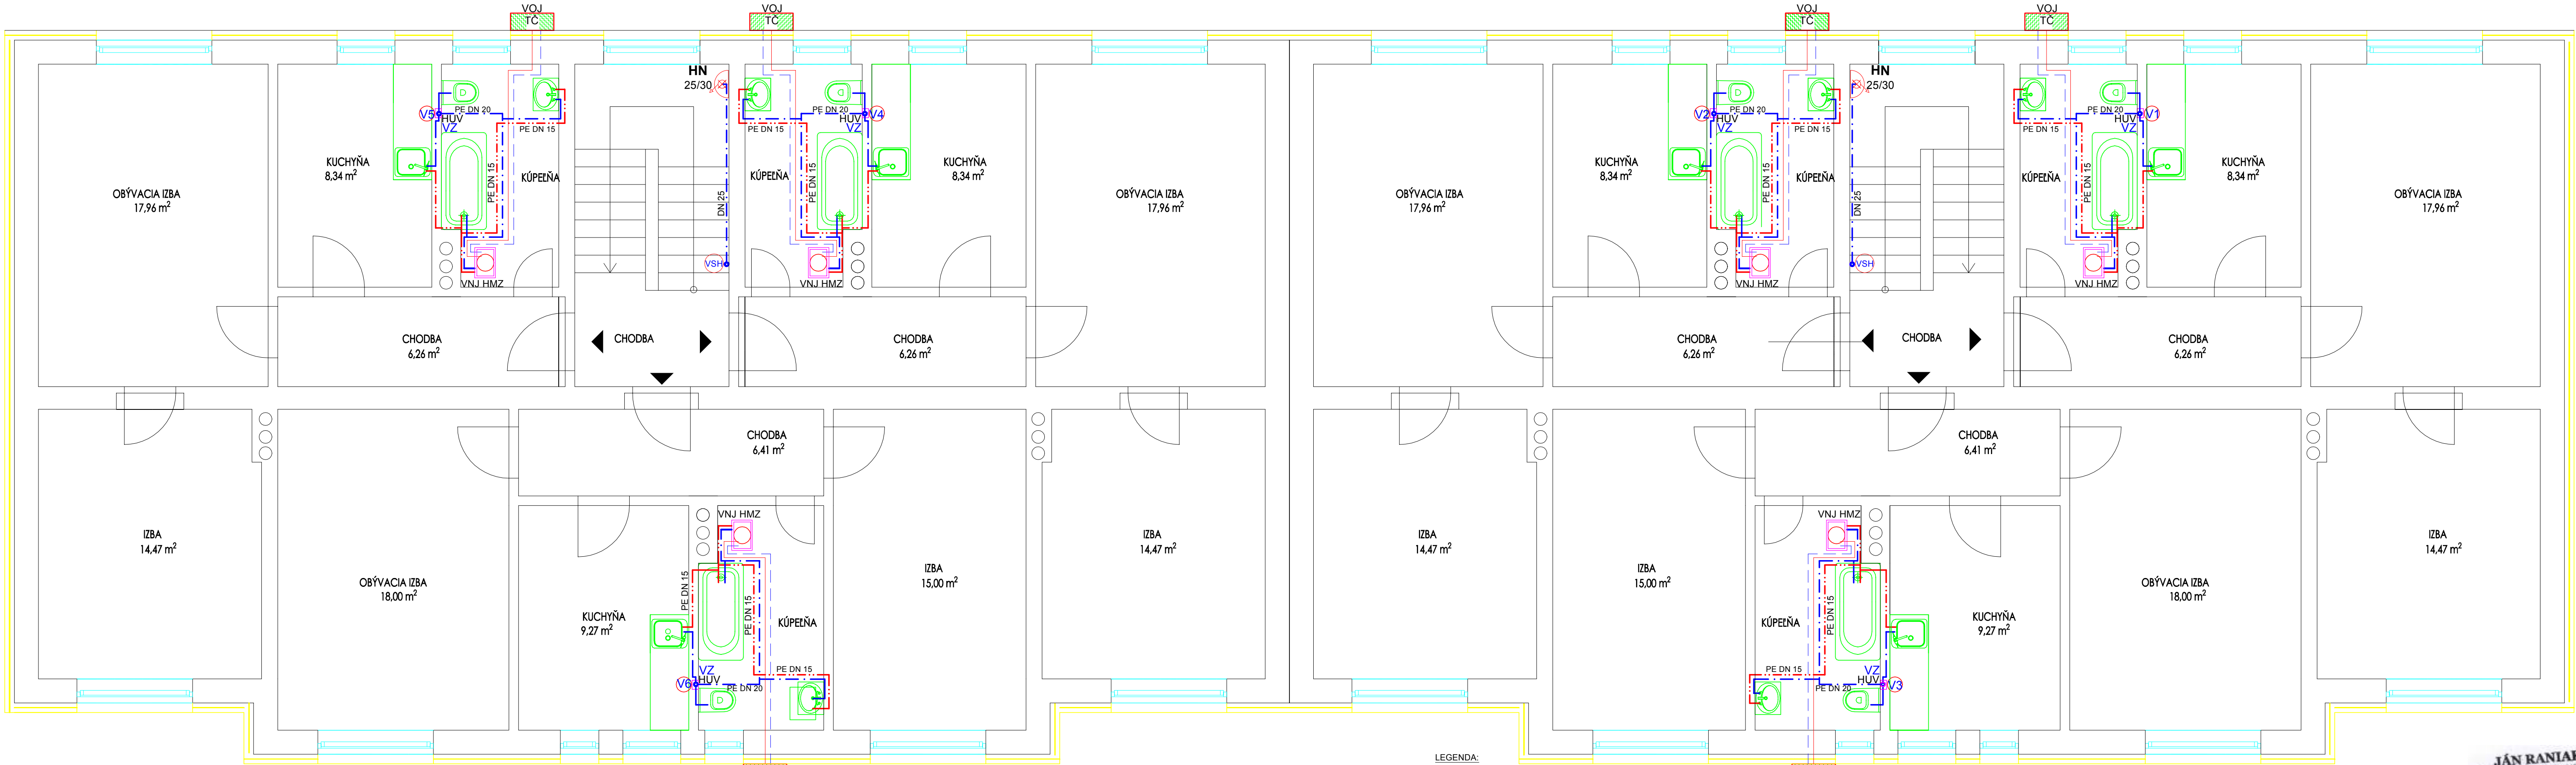 VOJ
TČ
VOJ
TČ
VOJ
TČ
VOJ
TČ
HN
25/30
HN
25/30
V5
HUV
VZ
PE DN 20
PE DN 15
PE DN 15
KUCHYŇA
8,34 m²
KÚPEĽŇA
OBÝVACIA IZBA
17,96 m²
VNJ HMZ
DN 25
VSH
V4
HUV
VZ
PE DN 20
PE DN 15
PE DN 15
KÚPEĽŇA
KUCHYŇA
8,34 m²
OBÝVACIA IZBA
17,96 m²
VNJ HMZ
OBÝVACIA IZBA
17,96 m²
KUCHYŇA
8,34 m²
V2
HUV
VZ
PE DN 20
PE DN 15
PE DN 15
KÚPEĽŇA
VNJ HMZ
DN 25
VSH
V1
HUV
VZ
PE DN 20
PE DN 15
PE DN 15
KÚPEĽŇA
KUCHYŇA
8,34 m²
OBÝVACIA IZBA
17,96 m²
VNJ HMZ
CHODBA
6,26 m²
CHODBA
CHODBA
6,26 m²
CHODBA
6,26 m²
CHODBA
CHODBA
6,26 m²
CHODBA
6,41 m²
CHODBA
6,41 m²
IZBA
14,47 m²
OBÝVACIA IZBA
18,00 m²
KUCHYŇA
9,27 m²
VNJ HMZ
PE DN 15
PE DN 15
KÚPEĽŇA
PE DN 15
VZ
HUV
V6
PE DN 20
IZBA
15,00 m²
IZBA
14,47 m²
IZBA
14,47 m²
IZBA
15,00 m²
VNJ HMZ
KÚPEĽŇA
PE DN 15
PE DN 15
VZ
HUV
V3
PE DN 20
KUCHYŇA
9,27 m²
OBÝVACIA IZBA
18,00 m²
IZBA
14,47 m²
LEGENDA:
JÁN